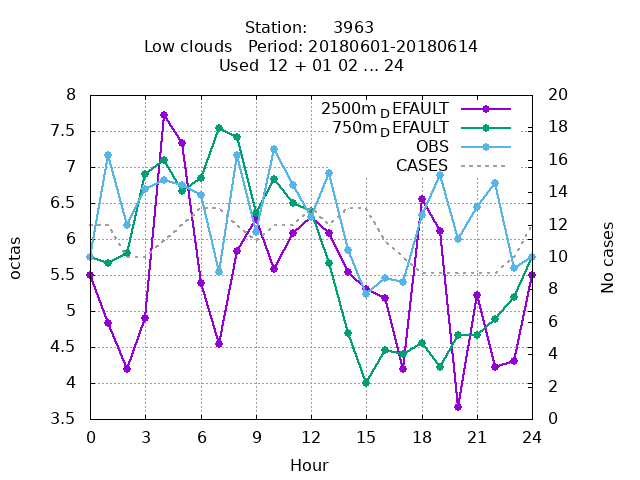 Station: 3963
Low clouds Period: 20180601-20180614
Used 12 + 01 02 ... 24
2500m_DEFAULT
750m_DEFAULT
OBS
CASES
octas
No cases
8
7.5
7
6.5
6
5.5
5
4.5
4
3.5
20
18
16
14
12
10
8
6
4
2
0
0 3 6 9 12 15 18 21 24
Hour